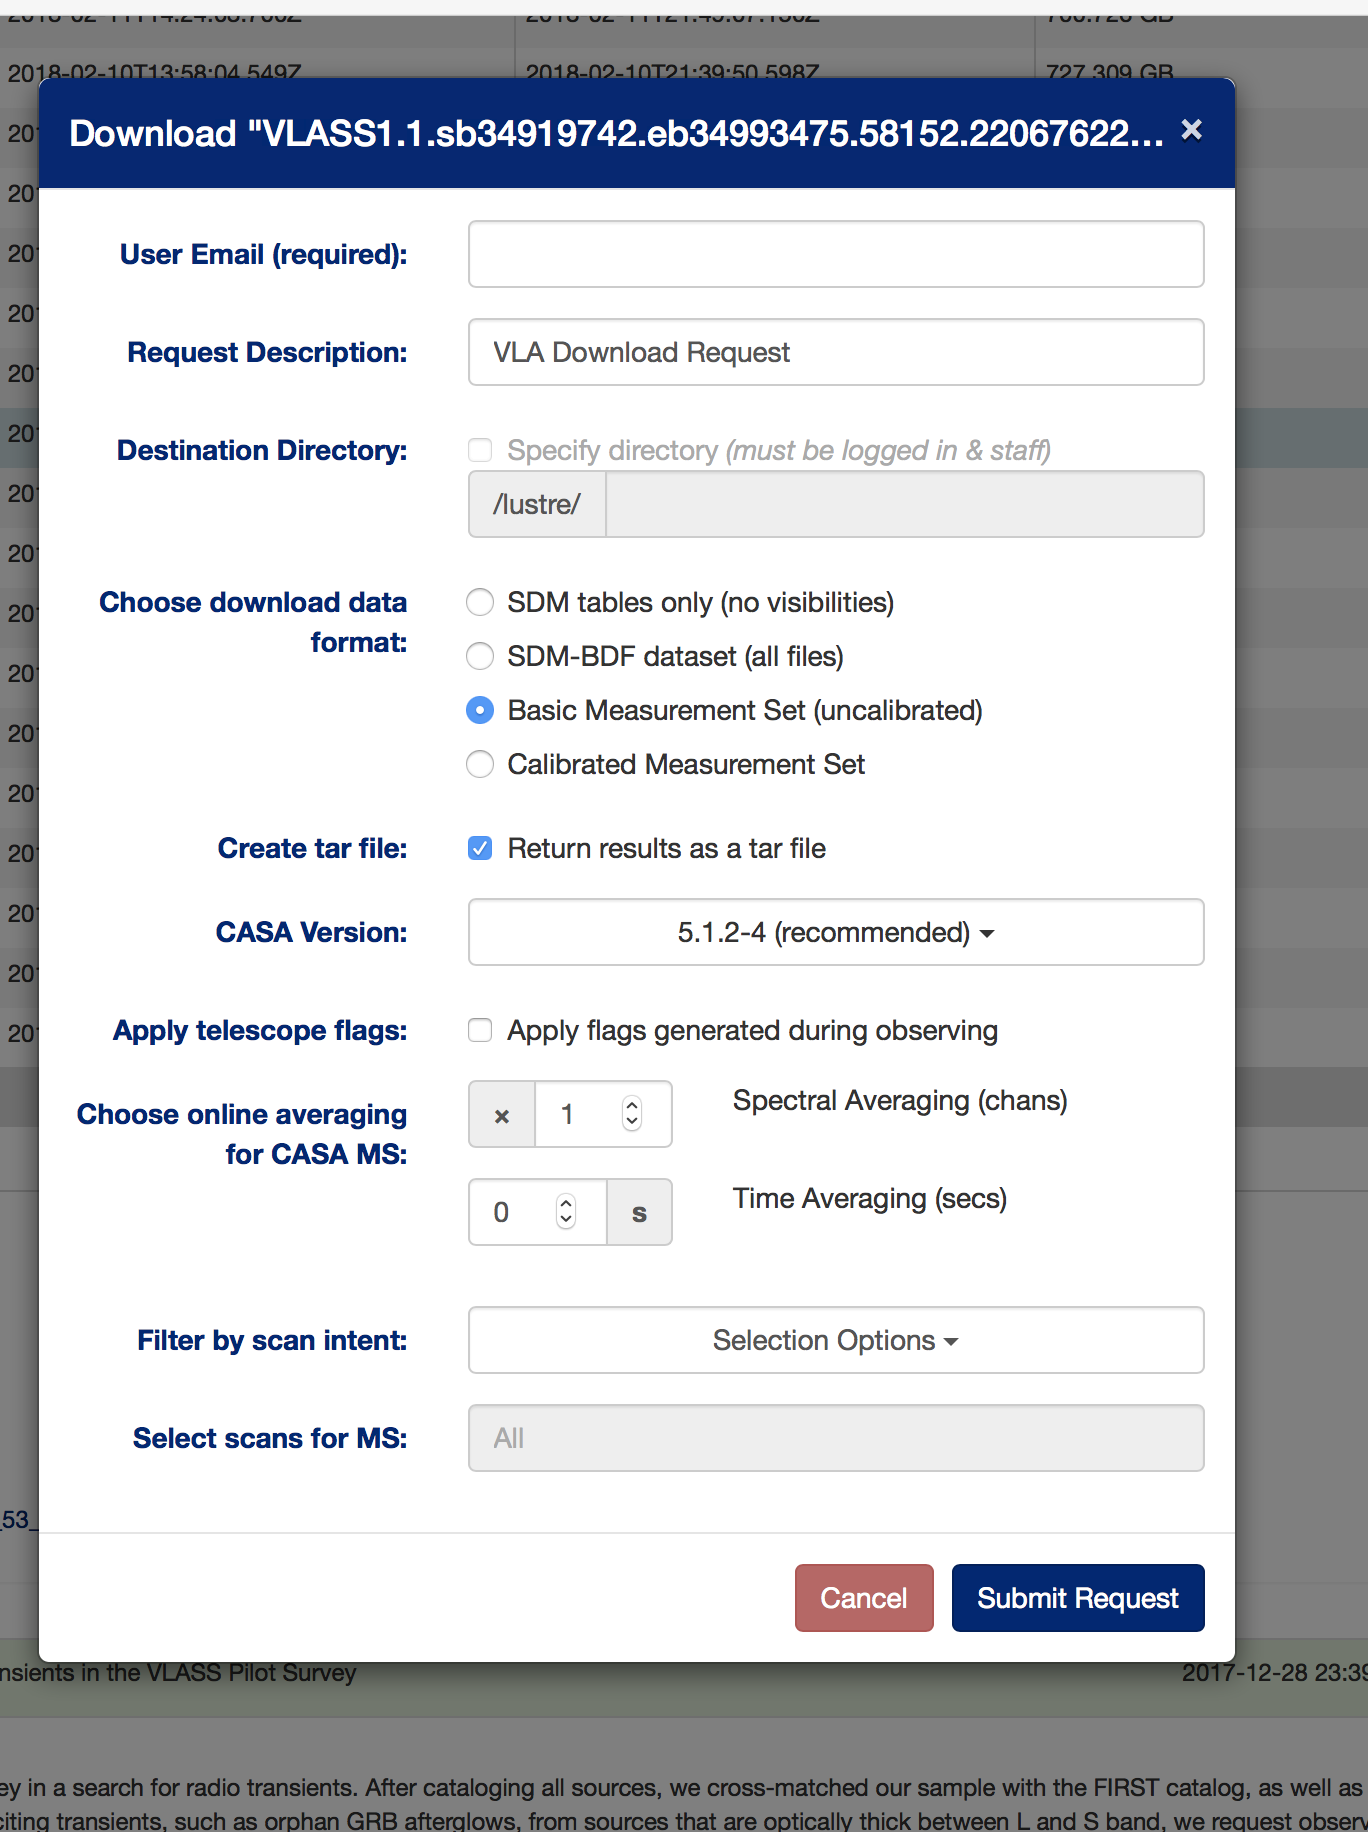 2018-02-10T13:58:04.549Z 2018-02-10T21:39:50.598Z 727.309 GB
Download "VLASS1.1.sb34919742.eb34993475.58152.22067622... ×
User Email (required):
Request Description: VLA Download Request
Destination Directory: Specify directory (must be logged in & staff)
/lustre/
Choose download data
format:
SDM tables only (no visibilities)
SDM-BDF dataset (all files)
Basic Measurement Set (uncalibrated)
Calibrated Measurement Set
Create tar file: Return results as a tar file
CASA Version: 5.1.2-4 (recommended)
Apply telescope flags: Apply flags generated during observing
Choose online averaging
for CASA MS:
× 1 Spectral Averaging (chans)
0 s Time Averaging (secs)
Filter by scan intent: Selection Options
Select scans for MS: All
_53_
Cancel Submit Request
nsients in the VLASS Pilot Survey 2017-12-28 23:39
ey in a search for radio transients. After cataloging all sources, we cross-matched our sample with the FIRST catalog, as well as
citing transients, such as orphan GRB afterglows, from sources that are optically thick between L and S band, we request observ